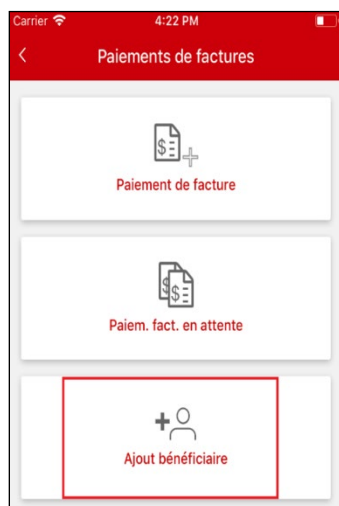 Carrier 4:22 PM
Paiements de factures
Paiement de facture
Paiem. fact. en attente
Ajout bénéficiaire